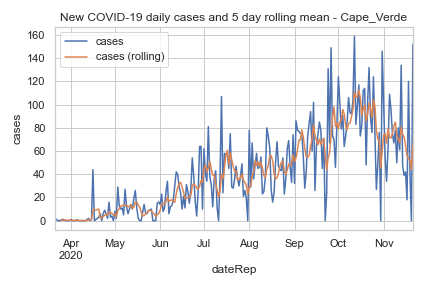 New COVID-19 daily cases and 5 day rolling mean - Cape_Verde
cases
cases (rolling)
160
140
120
100
80
60
40
20
0
cases
Apr May Jun Jul Aug Sep Oct Nov
2020
dateRep